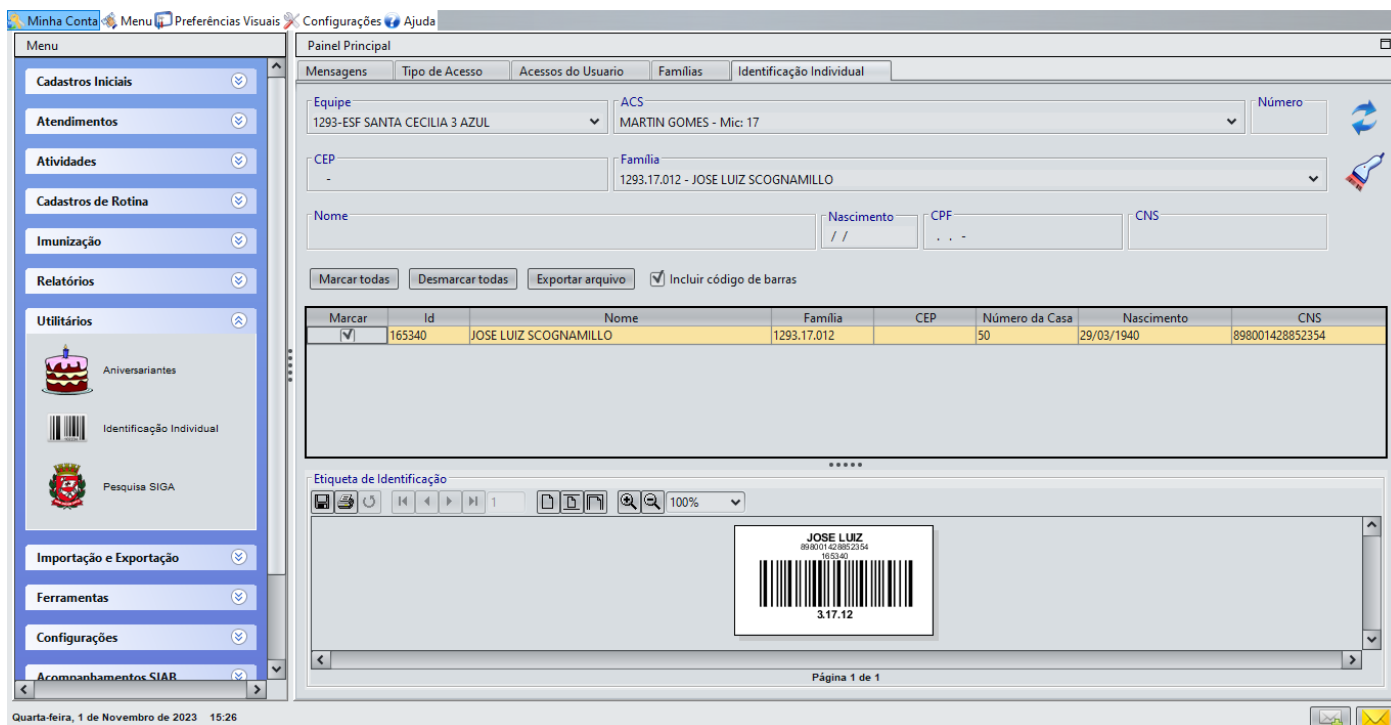 Minha Conta Menu Preferências Visuais Configurações Ajuda
Menu
Cadastros Iniciais
Atendimentos
Atividades
Cadastros de Rotina
Imunização
Relatórios
Utilitários
Aniversariantes
Identificação Individual
Pesquisa SIGA
Importação e Exportação
Ferramentas
Configurações
Acompanhamentos SIAB
Painel Principal
Mensagens Tipo de Acesso Acessos do Usuario Famílias Identificação Individual
Equipe ACS Número
1293-ESF SANTA CECILIA 3 AZUL MARTIN GOMES - Mic: 17
CEP Família
- 1293.17.012 - JOSE LUIZ SCOGNAMILLO
Nome Nascimento CPF CNS
/ / . . -
Marcar todas Desmarcar todas Exportar arquivo Incluir código de barras
Marcar Id Nome Família CEP Número da Casa Nascimento CNS
165340 JOSE LUIZ SCOGNAMILLO 1293.17.012 50 29/03/1940 898001428852354
Etiqueta de Identificação
1 100%
JOSE LUIZ
898001428852354
165340
3.17.12
Página 1 de 1
Quarta-feira, 1 de Novembro de 2023 15:26